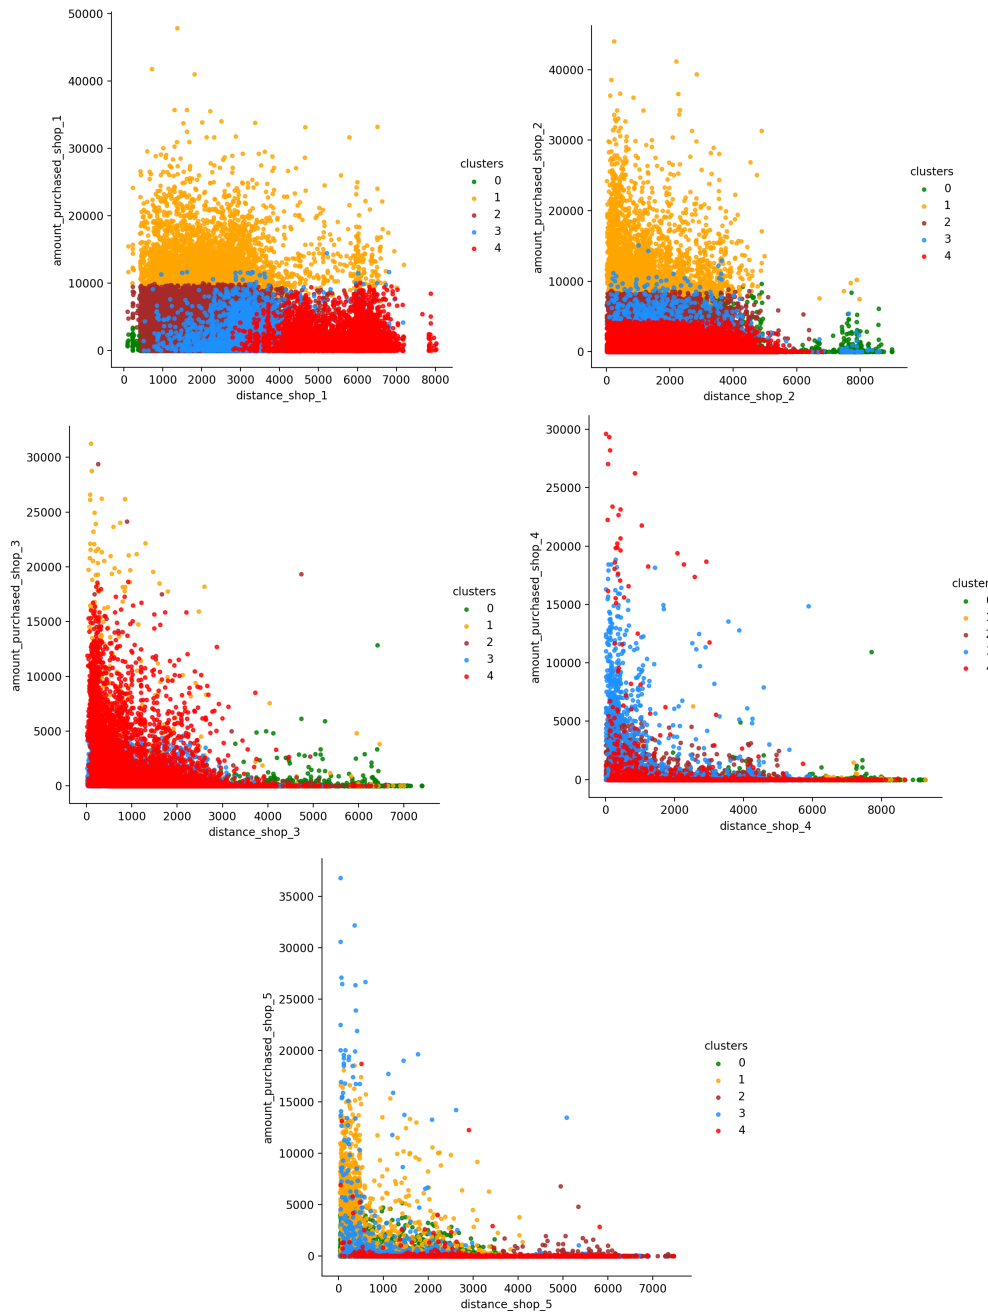 50000
40000
30000
20000
10000
0
amount_purchased_shop_1
0 1000 2000 3000 4000 5000 6000 7000 8000
distance_shop_1
clusters
0
1
2
3
4
40000
30000
20000
10000
0
amount_purchased_shop_2
0 2000 4000 6000 8000
distance_shop_2
clusters
0
1
2
3
4
30000
25000
20000
15000
10000
5000
0
amount_purchased_shop_3
0 1000 2000 3000 4000 5000 6000 7000
distance_shop_3
clusters
0
1
2
3
4
30000
25000
20000
15000
10000
5000
0
amount_purchased_shop_4
0 2000 4000 6000 8000
distance_shop_4
cluster
35000
30000
25000
20000
15000
10000
5000
0
amount_purchased_shop_5
0 1000 2000 3000 4000 5000 6000 7000
distance_shop_5
clusters
0
1
2
3
4